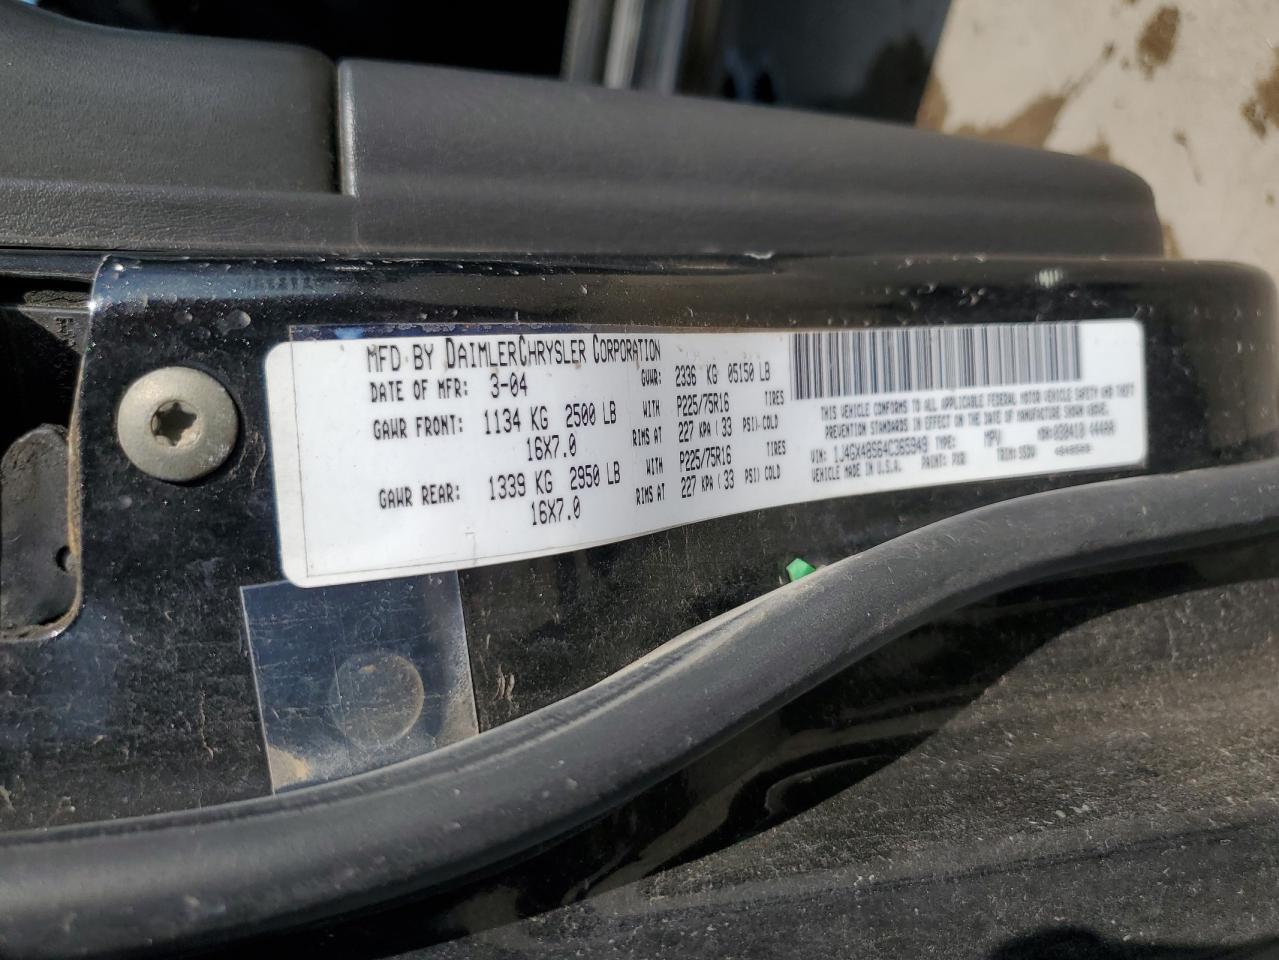 MFD BY DAIMLERCHRYSLER CORPORATION
DATE OF MFR: 3-04 GVWR: 2336 KG 05150 LB
GAWR FRONT: 1134 KG 2500 LB WITH P225/75R16 TIRES
16X7.0 RIMS AT 227 KPA ( 33 PSI) COLD
GAWR REAR: 1339 KG 2950 LB WITH P225/75R16 TIRES
16X7.0 RIMS AT 227 KPA ( 33 PSI) COLD
THIS VEHICLE CONFORMS TO ALL APPLICABLE FEDERAL MOTOR VEHICLE SAFETY AND THEFT
PREVENTION STANDARDS IN EFFECT ON THE DATE OF MANUFACTURE SHOWN ABOVE.
VIN: 1J4GX48S64C365949 TYPE: MPV
VEHICLE MADE IN U.S.A. PAINT: PXR TRIM: